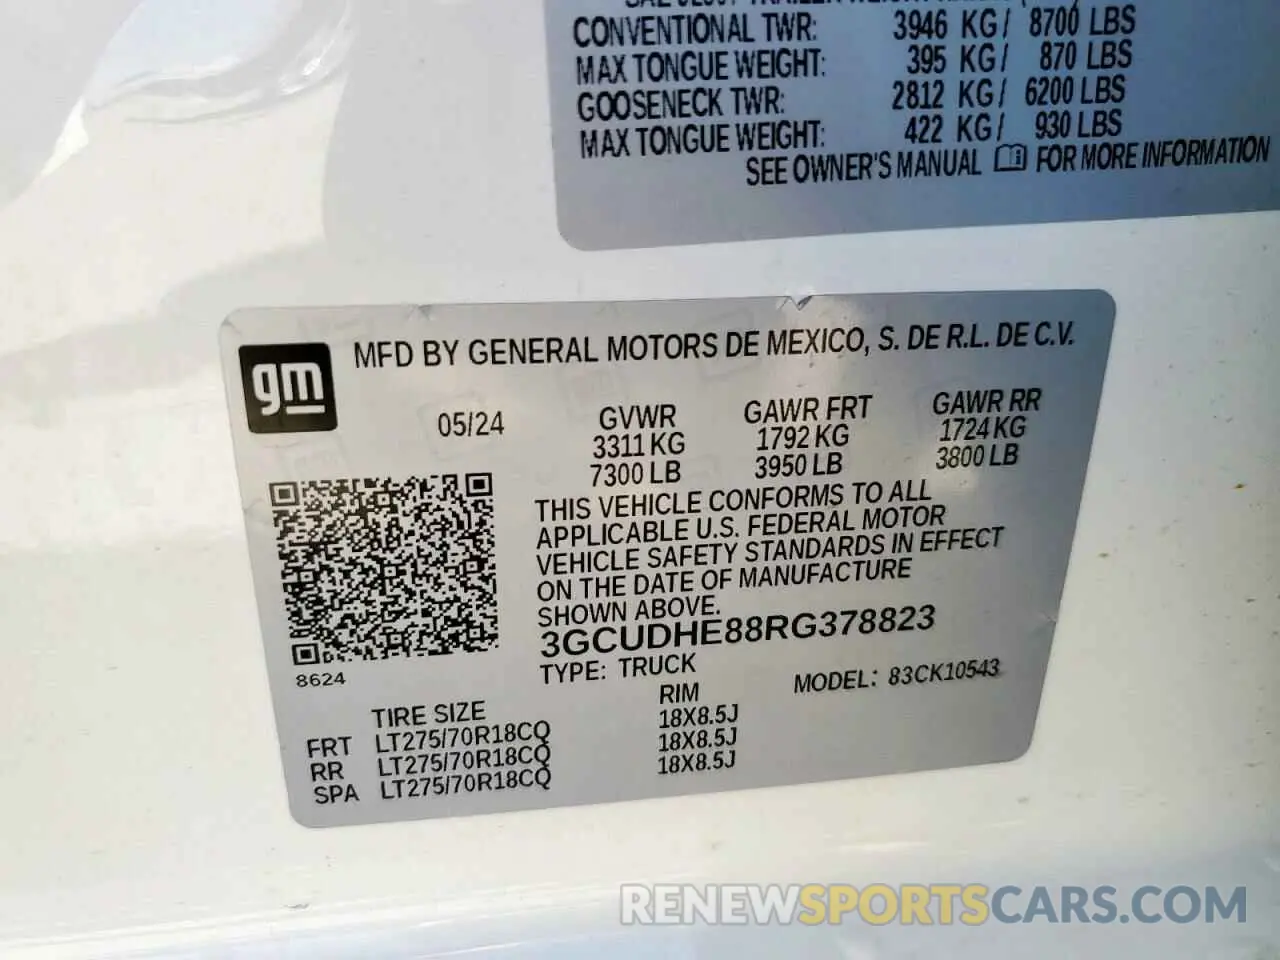 CONVENTIONAL TWR: 3946 KG/ 8700 LBS
MAX TONGUE WEIGHT: 395 KG/ 870 LBS
GOOSENECK TWR: 2812 KG/ 6200 LBS
MAX TONGUE WEIGHT: 422 KG/ 930 LBS
SEE OWNER'S MANUAL FOR MORE INFORMATION
gm
MFD BY GENERAL MOTORS DE MEXICO, S. DE R.L. DE C.V.
05/24 GVWR GAWR FRT GAWR RR
3311 KG 1792 KG 1724 KG
7300 LB 3950 LB 3800 LB
THIS VEHICLE CONFORMS TO ALL
APPLICABLE U.S. FEDERAL MOTOR
VEHICLE SAFETY STANDARDS IN EFFECT
ON THE DATE OF MANUFACTURE
SHOWN ABOVE.
3GCUDHE88RG378823
8624
TYPE: TRUCK MODEL: 83CK10543
TIRE SIZE RIM
FRT LT275/70R18CQ 18X8.5J
RR LT275/70R18CQ 18X8.5J
SPA LT275/70R18CQ 18X8.5J
RENEWSPORTSCARS.COM